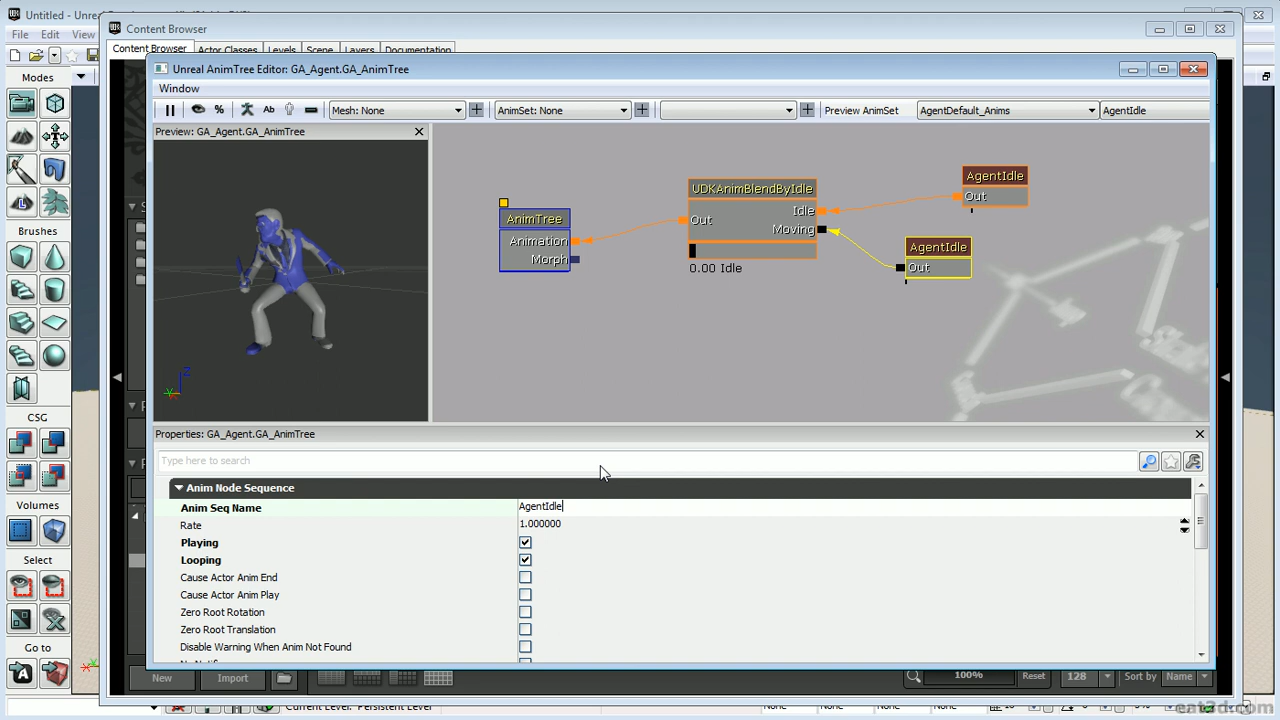 Untitled - Unreal
Content Browser
File Edit View
Content Browser Actor Classes Levels Scene Layers Documentation
Unreal AnimTree Editor: GA_Agent.GA_AnimTree
Window
Mesh: None
AnimSet: None
Preview AnimSet
AgentDefault_Anims
AgentIdle
Preview: GA_Agent.GA_AnimTree
Modes
Brushes
CSG
Volumes
Select
Go to
AnimTree
Animation
Morph
UDKAnimBlendByIdle
Out
Idle
Moving
0.00 Idle
AgentIdle
Out
AgentIdle
Out
Properties: GA_Agent.GA_AnimTree
Type here to search
Anim Node Sequence
Anim Seq Name AgentIdle
Rate 1.000000
Playing
Looping
Cause Actor Anim End
Cause Actor Anim Play
Zero Root Rotation
Zero Root Translation
Disable Warning When Anim Not Found
New Import 100% Reset 128 Sort by Name
Current Level: Persistent Level
eat3d.com